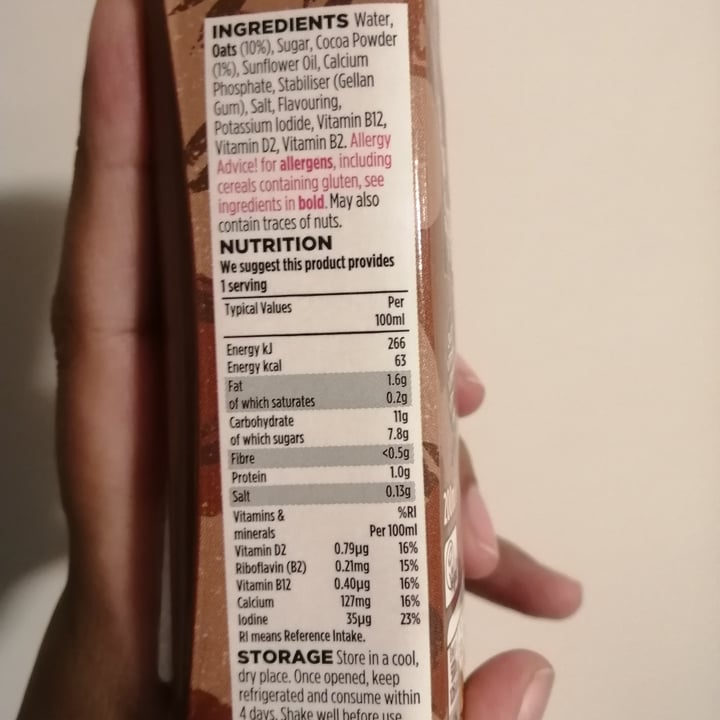 INGREDIENTS Water,
Oats (10%), Sugar, Cocoa Powder
(1%), Sunflower Oil, Calcium
Phosphate, Stabiliser (Gellan
Gum), Salt, Flavouring,
Potassium Iodide, Vitamin B12,
Vitamin D2, Vitamin B2. Allergy
Advice! for allergens, including
cereals containing gluten, see
ingredients in bold. May also
contain traces of nuts.
NUTRITION
We suggest this product provides
1 serving
Typical Values Per
100ml
Energy kJ 266
Energy kcal 63
Fat 1.6g
of which saturates 0.2g
Carbohydrate 11g
of which sugars 7.8g
Fibre <0.5g
Protein 1.0g
Salt 0.13g
Vitamins & %RI
minerals Per 100ml
Vitamin D2 0.79µg 16%
Riboflavin (B2) 0.21mg 15%
Vitamin B12 0.40µg 16%
Calcium 127mg 16%
Iodine 35µg 23%
RI means Reference Intake.
STORAGE Store in a cool,
dry place. Once opened, keep
refrigerated and consume within
4 days. Shake well before use.